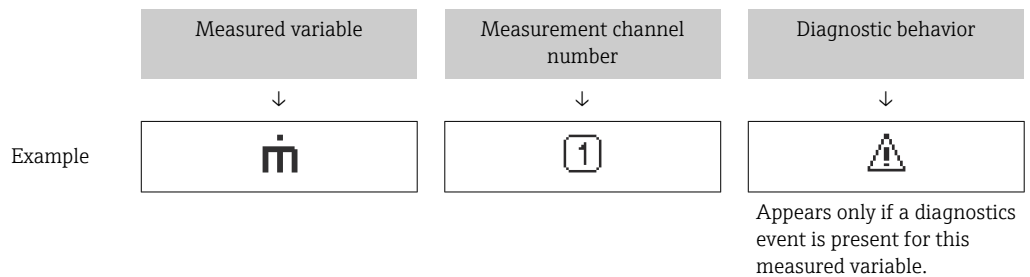 Measured variable
Measurement channel
number
Diagnostic behavior
↓
↓
↓
Example
ṁ
1
!
Appears only if a diagnostics
event is present for this
measured variable.